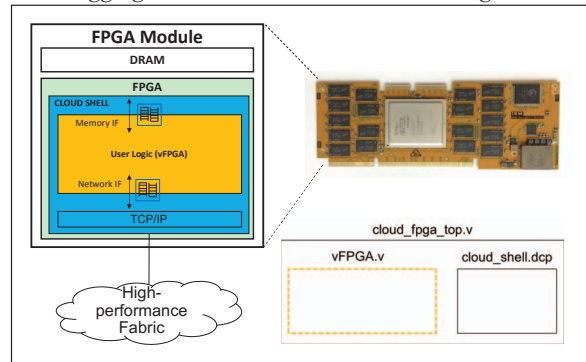 FPGA Module
DRAM
FPGA
CLOUD SHELL
Memory IF
User Logic (vFPGA)
Network IF
TCP/IP
High-
performance
Fabric
cloud_fpga_top.v
vFPGA.v
cloud_shell.dcp